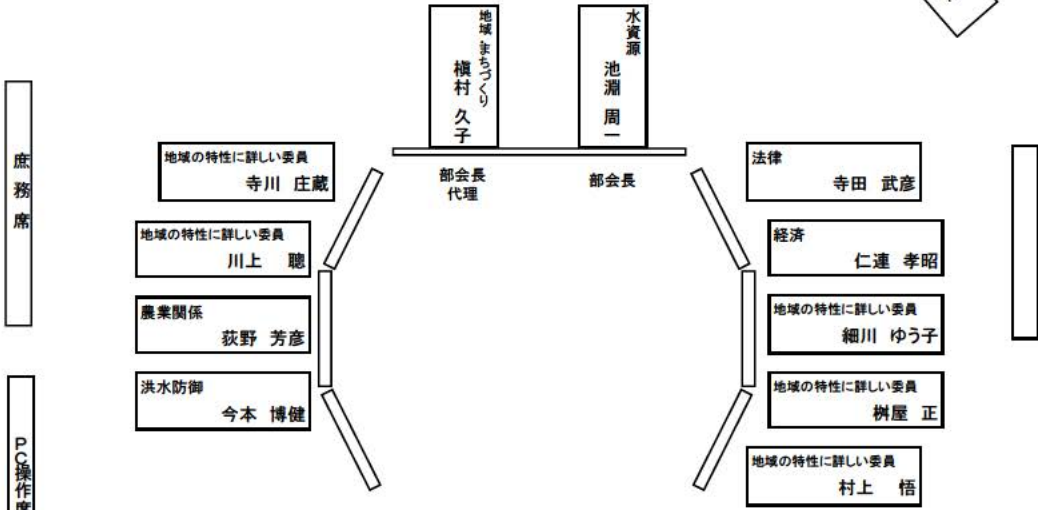 地域・まちづくり
槇村 久子
水資源
池淵 周一
部会長
代理
部会長
庶務席
PC操作席
地域の特性に詳しい委員
寺川 庄蔵
地域の特性に詳しい委員
川上 聰
農業関係
荻野 芳彦
洪水防御
今本 博健
法律
寺田 武彦
経済
仁連 孝昭
地域の特性に詳しい委員
細川 ゆう子
地域の特性に詳しい委員
桝屋 正
地域の特性に詳しい委員
村上 悟